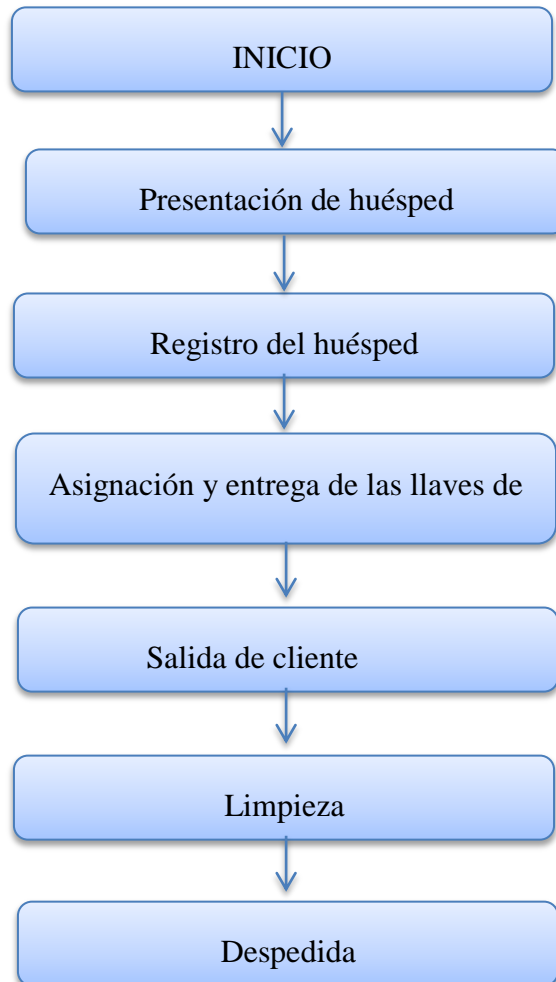 INICIO
Presentación de huésped
Registro del huésped
Asignación y entrega de las llaves de
Salida de cliente
Limpieza
Despedida